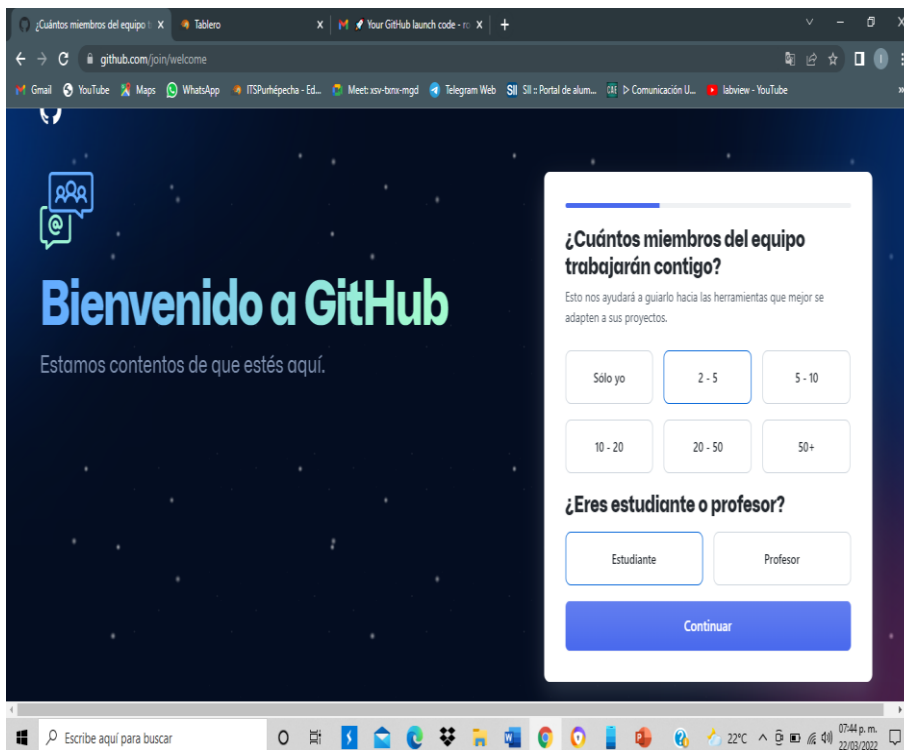 ¿Cuántos miembros del equipo t
Tablero
Your GitHub launch code - ro
github.com/join/welcome
Gmail YouTube Maps WhatsApp ITSPurhépecha - Ed... Meet: xsv-txnx-mgd Telegram Web SII SII :: Portal de alum... CAE ▷ Comunicación U... labview - YouTube »
@
Bienvenido a GitHub
Estamos contentos de que estés aquí.
¿Cuántos miembros del equipo
trabajarán contigo?
Esto nos ayudará a guiarlo hacia las herramientas que mejor se
adapten a sus proyectos.
Sólo yo 2 - 5 5 - 10
10 - 20 20 - 50 50+
¿Eres estudiante o profesor?
Estudiante Profesor
Continuar
Escribe aquí para buscar
22°C
07:44 p. m.
22/03/2022